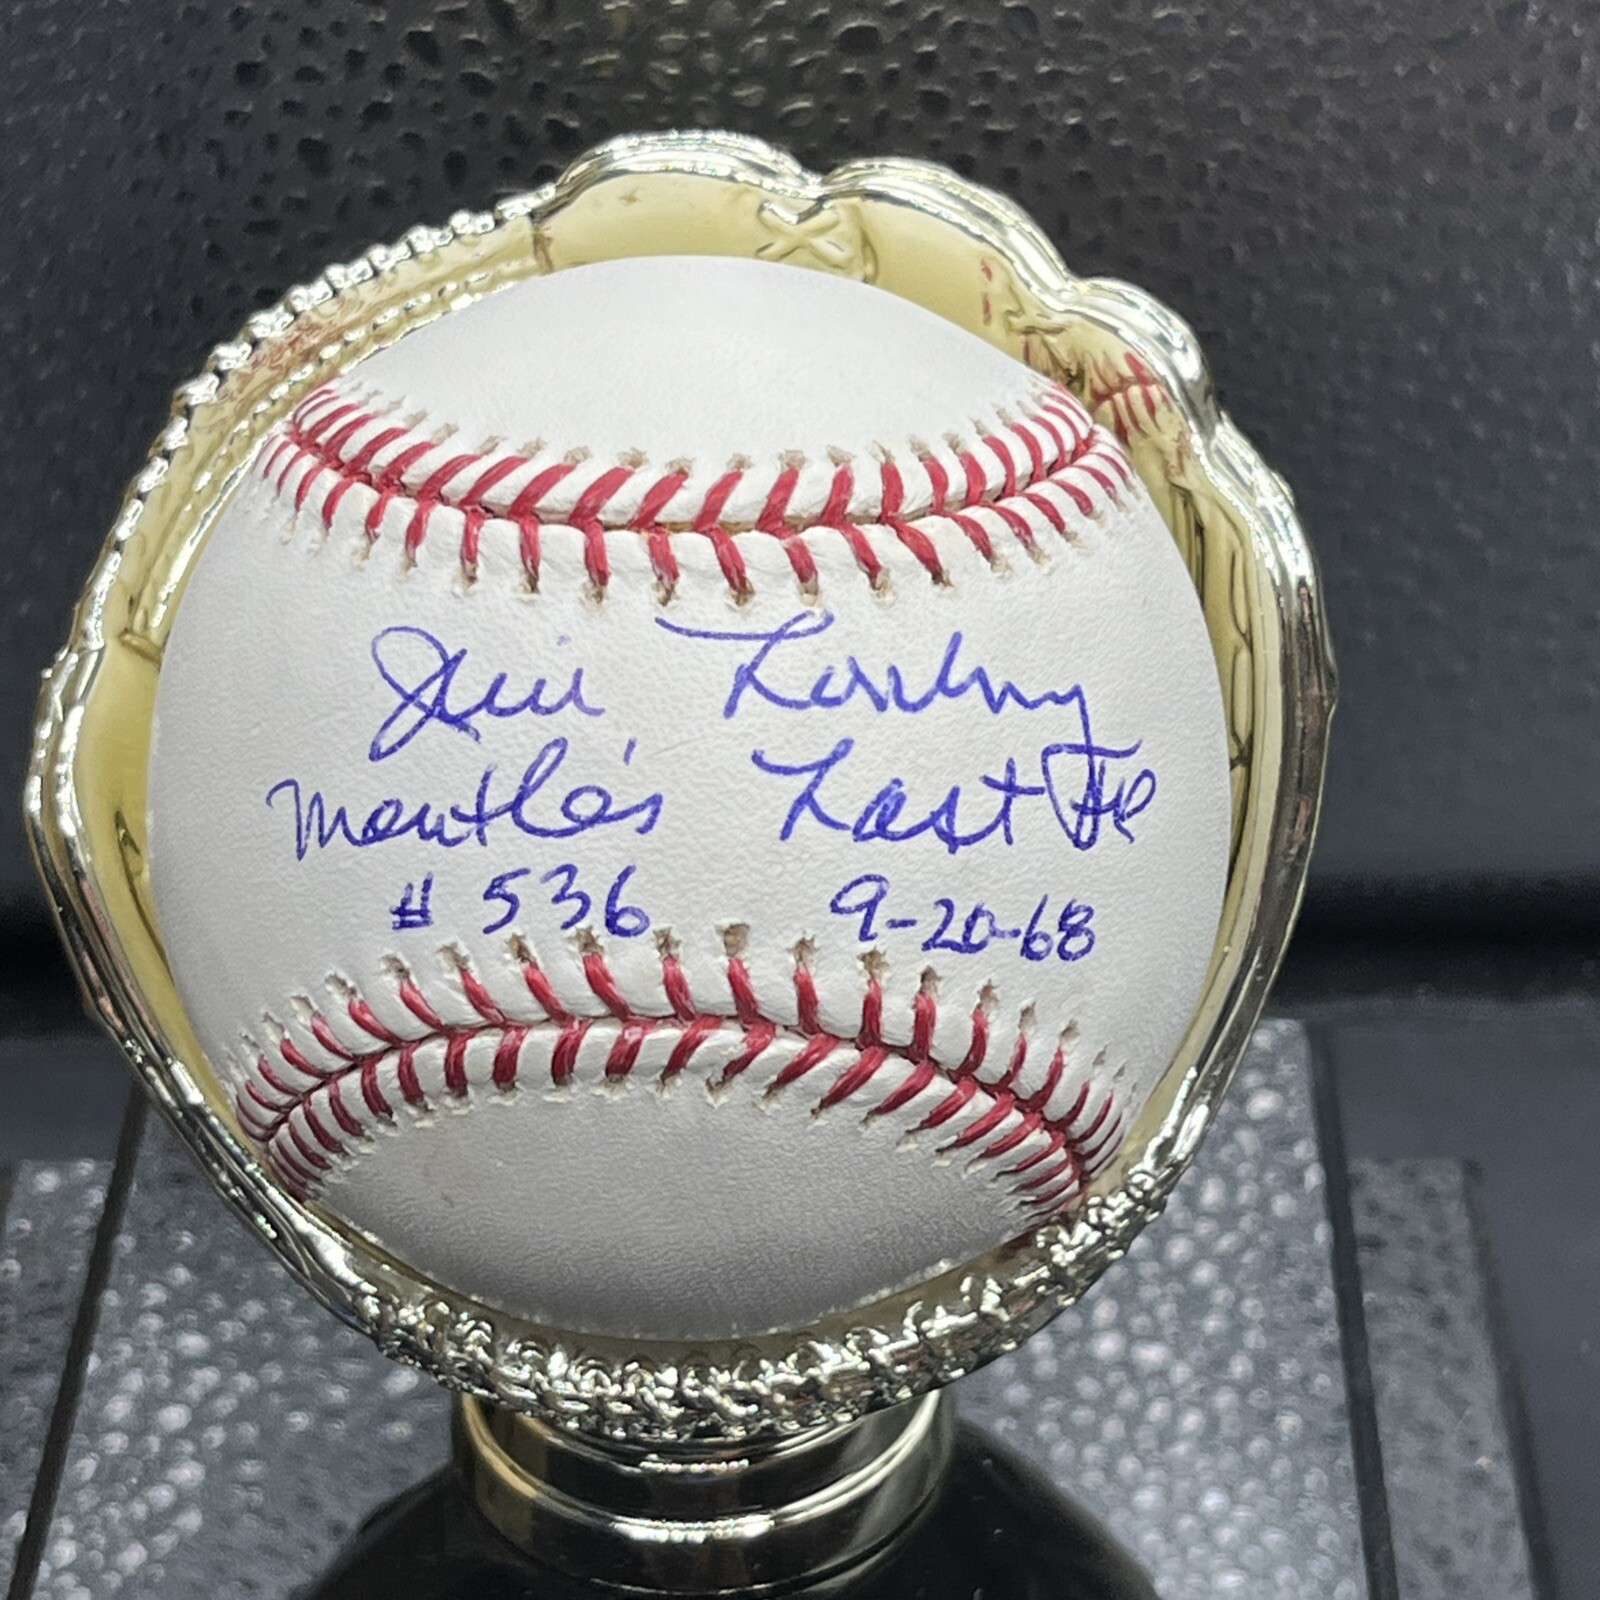 Jim Lonborg
Mantle's Last HR
# 536 9-20-68